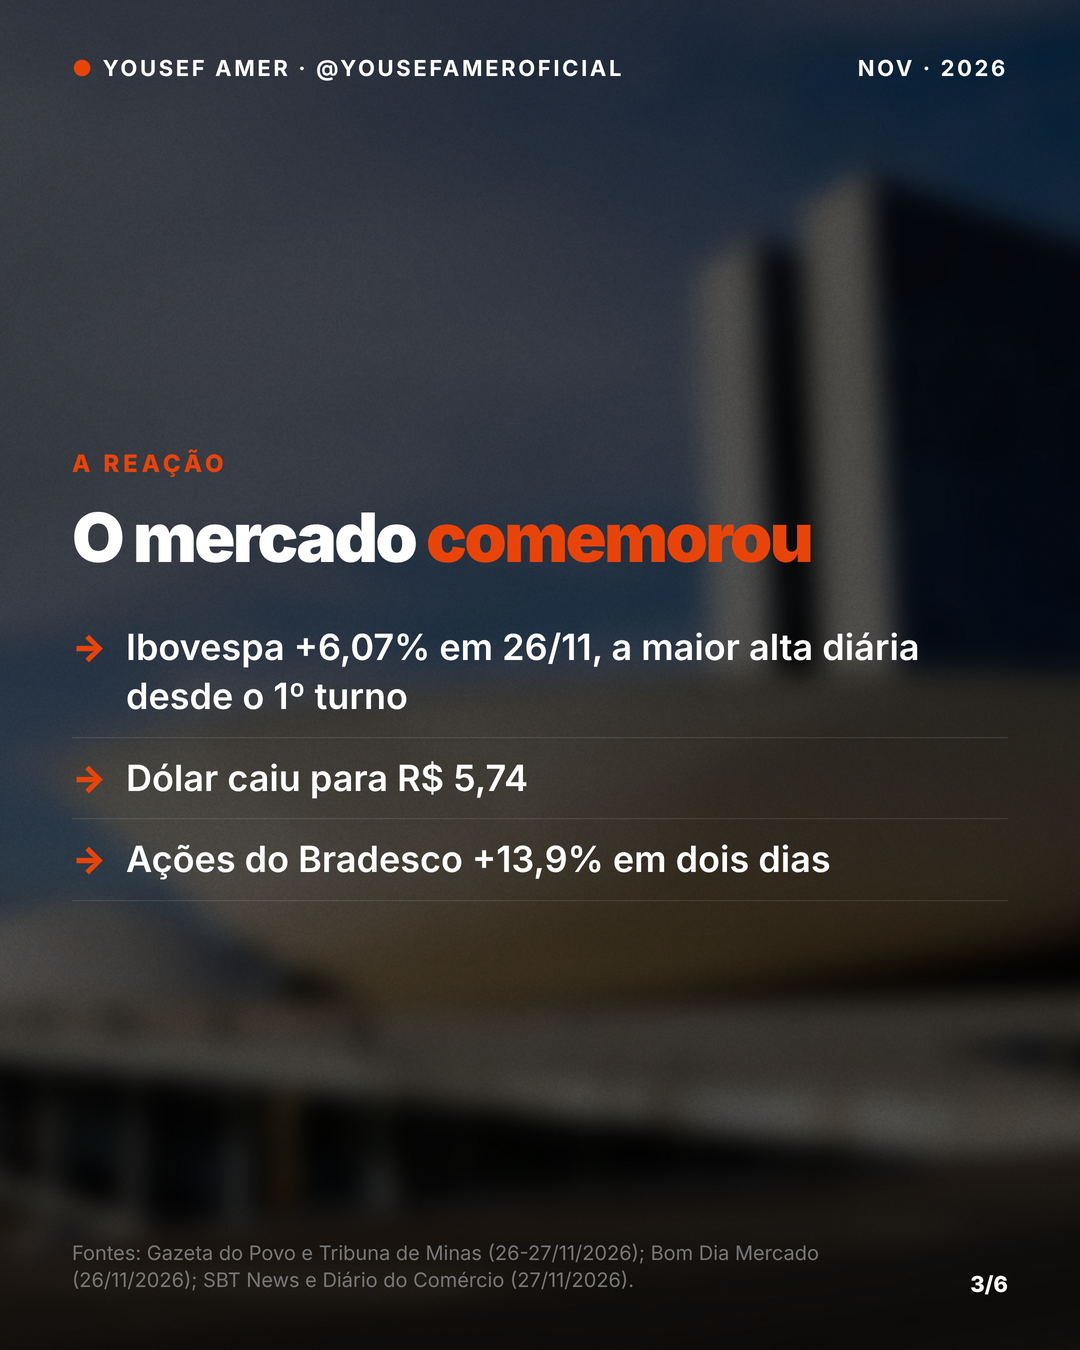 YOUSEF AMER · @YOUSEFAMEROFICIAL
NOV · 2026
A REAÇÃO
O mercado comemorou
→ Ibovespa +6,07% em 26/11, a maior alta diária
desde o 1º turno
→ Dólar caiu para R$ 5,74
→ Ações do Bradesco +13,9% em dois dias
Fontes: Gazeta do Povo e Tribuna de Minas (26-27/11/2026); Bom Dia Mercado
(26/11/2026); SBT News e Diário do Comércio (27/11/2026).
3/6